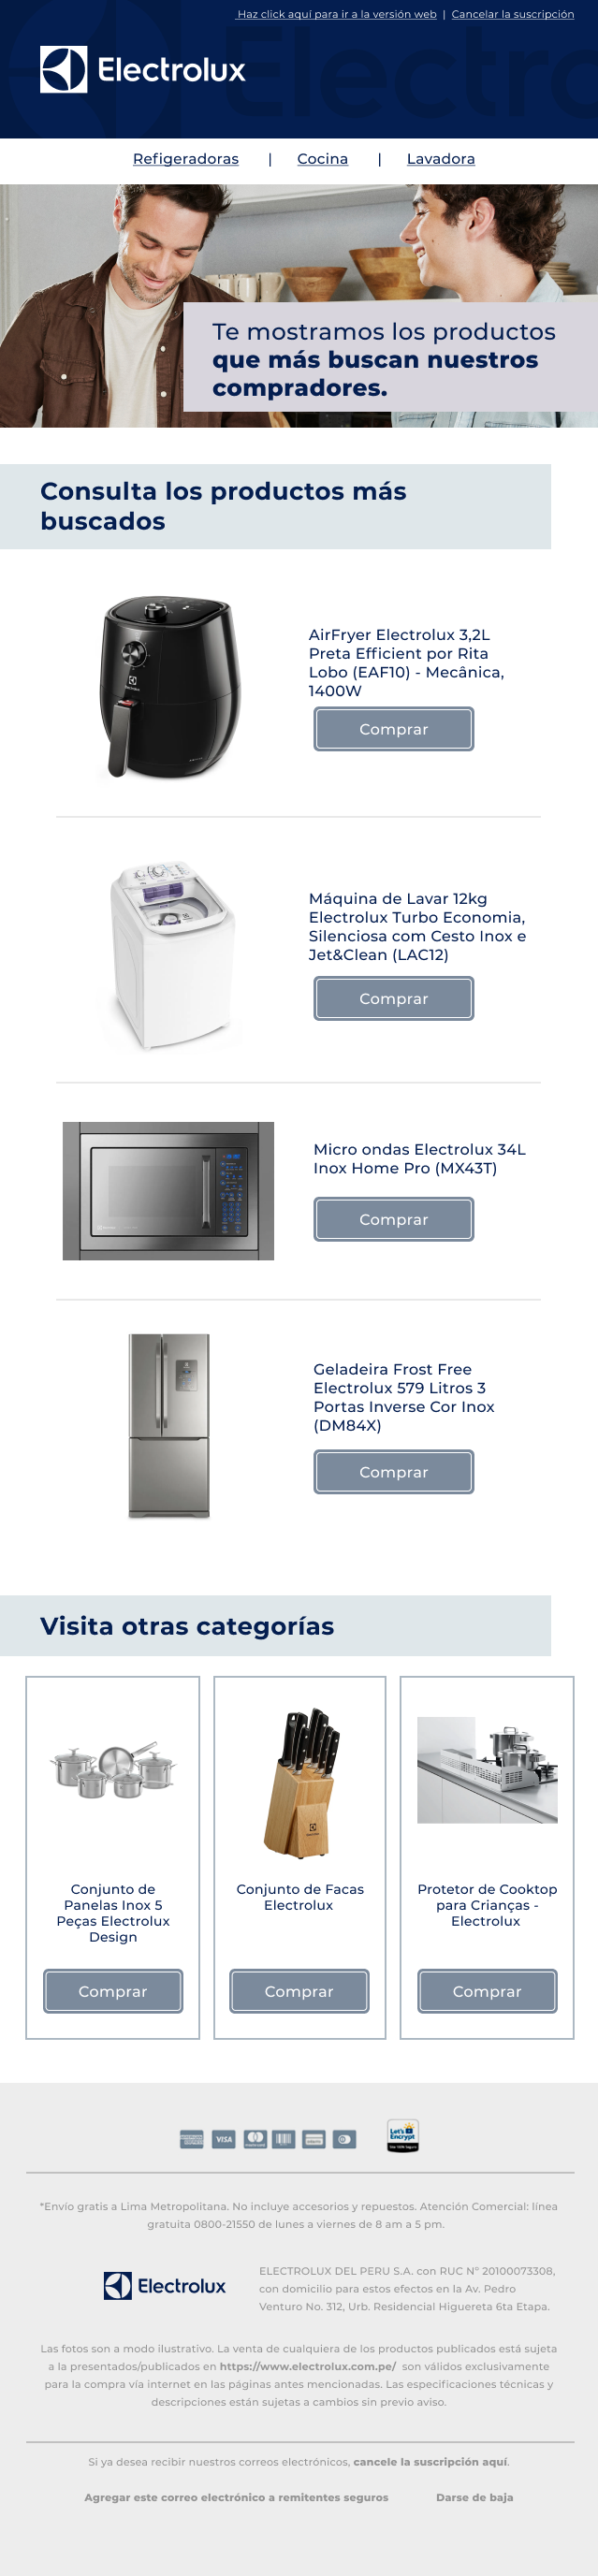 Haz click aquí para ir a la versión web | Cancelar la suscripción
Electrolux
Refigeradoras | Cocina | Lavadora
Te mostramos los productos
que más buscan nuestros
compradores.
Consulta los productos más
buscados
AirFryer Electrolux 3,2L
Preta Efficient por Rita
Lobo (EAF10) - Mecânica,
1400W
Comprar
Máquina de Lavar 12kg
Electrolux Turbo Economia,
Silenciosa com Cesto Inox e
Jet&Clean (LAC12)
Comprar
Micro ondas Electrolux 34L
Inox Home Pro (MX43T)
Comprar
Geladeira Frost Free
Electrolux 579 Litros 3
Portas Inverse Cor Inox
(DM84X)
Comprar
Visita otras categorías
Conjunto de
Panelas Inox 5
Peças Electrolux
Design
Comprar
Conjunto de Facas
Electrolux
Comprar
Protetor de Cooktop
para Crianças -
Electrolux
Comprar
VISA
Let's
Encrypt
*Envío gratis a Lima Metropolitana. No incluye accesorios y repuestos. Atención Comercial: línea
gratuita 0800-21550 de lunes a viernes de 8 am a 5 pm.
Electrolux
ELECTROLUX DEL PERU S.A. con RUC N° 20100073308,
con domicilio para estos efectos en la Av. Pedro
Venturo No. 312, Urb. Residencial Higuereta 6ta Etapa.
Las fotos son a modo ilustrativo. La venta de cualquiera de los productos publicados está sujeta
a la presentados/publicados en https://www.electrolux.com.pe/ son válidos exclusivamente
para la compra vía internet en las páginas antes mencionadas. Las especificaciones técnicas y
descripciones están sujetas a cambios sin previo aviso.
Si ya desea recibir nuestros correos electrónicos, cancele la suscripción aquí.
Agregar este correo electrónico a remitentes seguros Darse de baja